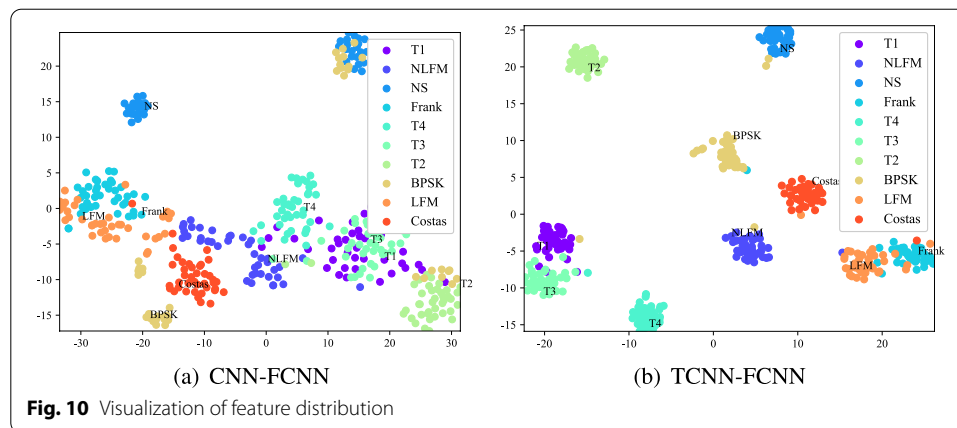 20
15
10
5
0
-5
-10
-15
-30
-20
-10
0
10
20
30
NS
LFM
Frank
T4
NLFM
T3
T1
Costas
BPSK
T2
T1
NLFM
NS
Frank
T4
T3
T2
BPSK
LFM
Costas
(a) CNN-FCNN
25
20
15
10
5
0
-5
-10
-15
-20
-10
0
10
20
NS
T2
BPSK
Costas
NLFM
T1
T3
T4
LFM
Frank
T1
NLFM
NS
Frank
T4
T3
T2
BPSK
LFM
Costas
(b) TCNN-FCNN
Fig. 10 Visualization of feature distribution